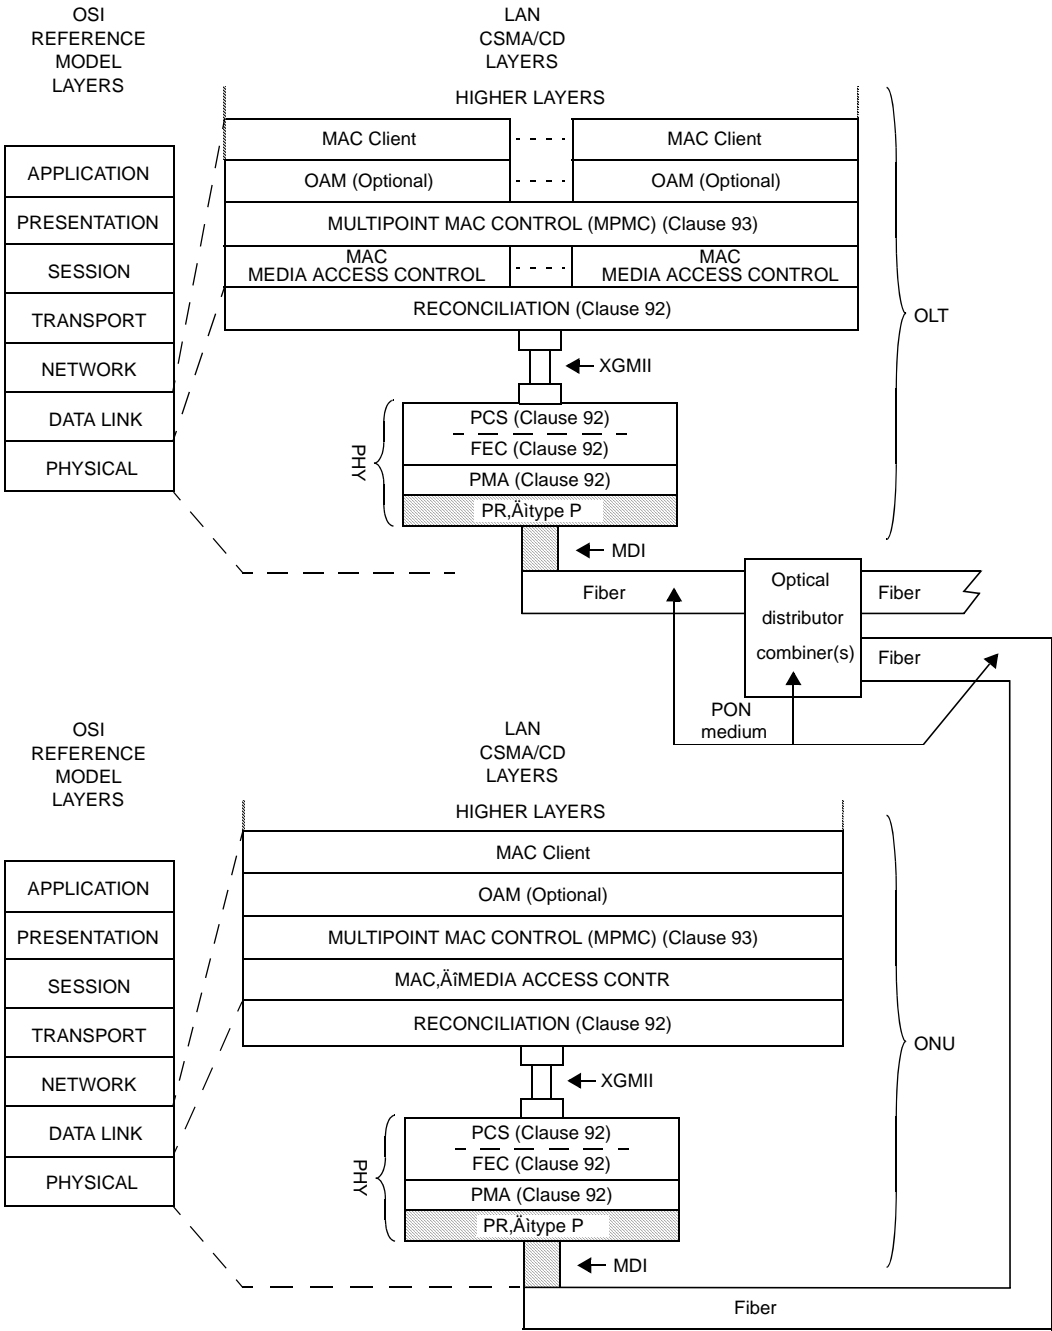 OSI
REFERENCE
MODEL
LAYERS
LAN
CSMA/CD
LAYERS
HIGHER LAYERS
MAC Client
MAC Client
OAM (Optional)
OAM (Optional)
MULTIPOINT MAC CONTROL (MPMC) (Clause 93)
MAC
MEDIA ACCESS CONTROL
MAC
MEDIA ACCESS CONTROL
RECONCILIATION (Clause 92)
APPLICATION
PRESENTATION
SESSION
TRANSPORT
NETWORK
DATA LINK
PHYSICAL
OLT
XGMII
PHY
PCS (Clause 92)
FEC (Clause 92)
PMA (Clause 92)
PR‚Äìtype P
MDI
Fiber
Optical
distributor
combiner(s)
Fiber
Fiber
PON
medium
OSI
REFERENCE
MODEL
LAYERS
LAN
CSMA/CD
LAYERS
HIGHER LAYERS
MAC Client
OAM (Optional)
MULTIPOINT MAC CONTROL (MPMC) (Clause 93)
MAC‚ÄîMEDIA ACCESS CONTR
RECONCILIATION (Clause 92)
APPLICATION
PRESENTATION
SESSION
TRANSPORT
NETWORK
DATA LINK
PHYSICAL
ONU
XGMII
PHY
PCS (Clause 92)
FEC (Clause 92)
PMA (Clause 92)
PR‚Äìtype P
MDI
Fiber